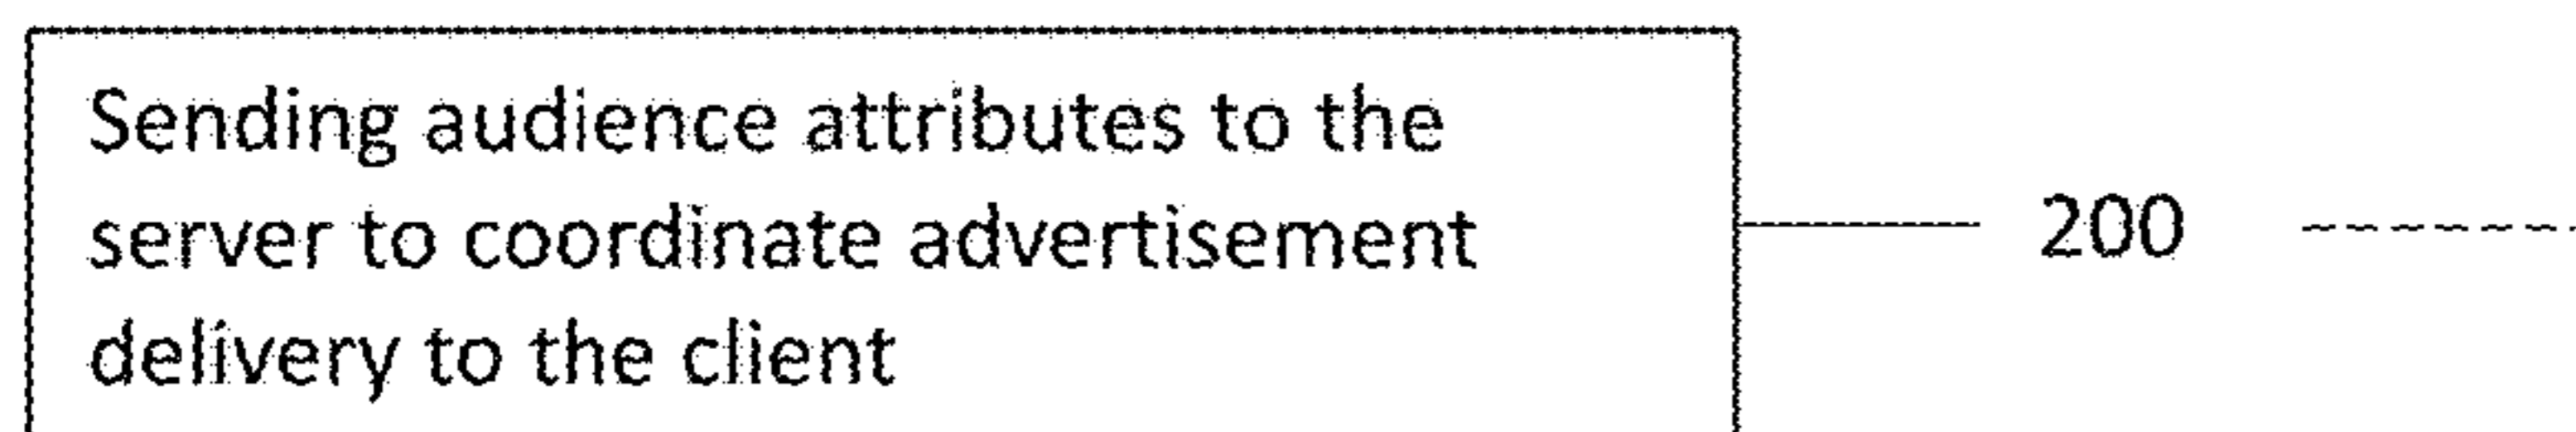 Sending audience attributes to the
server to coordinate advertisement
delivery to the client
200